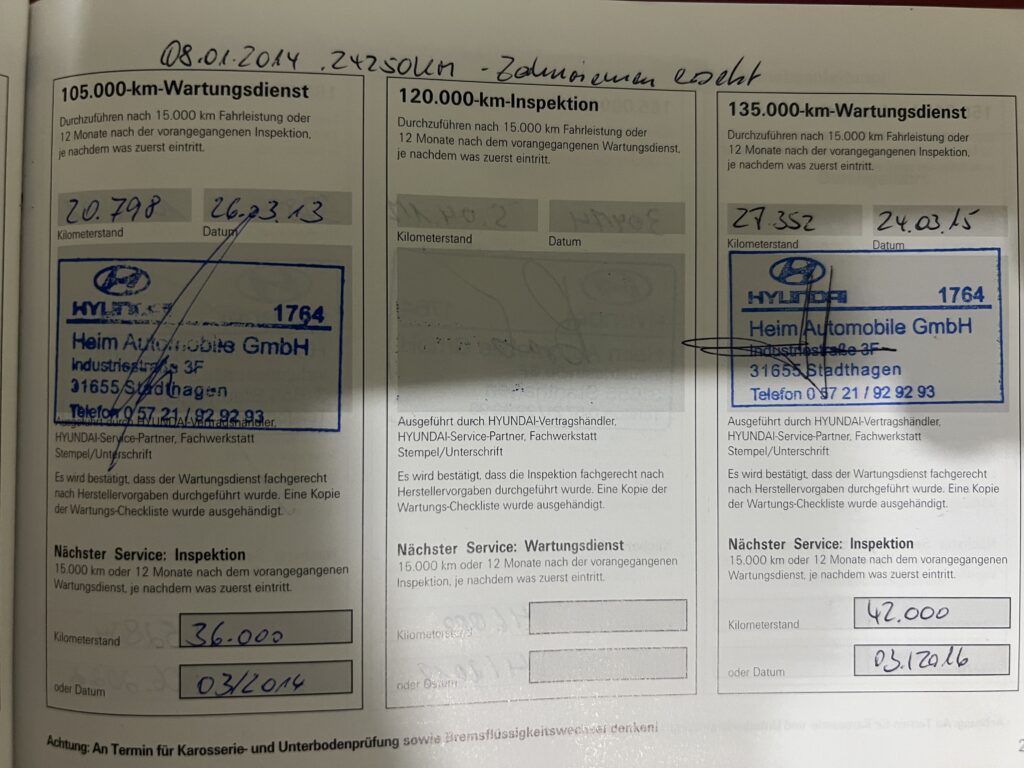 08.01.2014 . 24250KM - Zahnriemen ersetzt
105.000-km-Wartungsdienst
Durchzuführen nach 15.000 km Fahrleistung oder
12 Monate nach der vorangegangenen Inspektion,
je nachdem was zuerst eintritt.
20.798
26.03.13
Kilometerstand
Datum
HYUNDAI
1764
Heim Automobile GmbH
Industriestraße 3F
31655 Stadthagen
Telefon 0 57 21 / 92 92 93
Ausgeführt durch HYUNDAI-Vertragshändler,
HYUNDAI-Service-Partner, Fachwerkstatt
Stempel/Unterschrift
Es wird bestätigt, dass der Wartungsdienst fachgerecht
nach Herstellervorgaben durchgeführt wurde. Eine Kopie
der Wartungs-Checkliste wurde ausgehändigt.
Nächster Service: Inspektion
15.000 km oder 12 Monate nach dem vorangegangenen
Wartungsdienst, je nachdem was zuerst eintritt.
Kilometerstand
36.000
oder Datum
03/2014
120.000-km-Inspektion
Durchzuführen nach 15.000 km Fahrleistung oder
12 Monate nach dem vorangegangenen Wartungsdienst,
je nachdem was zuerst eintritt.
Kilometerstand
Datum
Ausgeführt durch HYUNDAI-Vertragshändler,
HYUNDAI-Service-Partner, Fachwerkstatt
Stempel/Unterschrift
Es wird bestätigt, dass die Inspektion fachgerecht nach
Herstellervorgaben durchgeführt wurde. Eine Kopie der
Wartungs-Checkliste wurde ausgehändigt.
Nächster Service: Wartungsdienst
15.000 km oder 12 Monate nach der vorangegangenen
Inspektion, je nachdem was zuerst eintritt.
Kilometerstand
oder Datum
135.000-km-Wartungsdienst
Durchzuführen nach 15.000 km Fahrleistung oder
12 Monate nach der vorangegangenen Inspektion,
je nachdem was zuerst eintritt.
27.352
24.03.15
Kilometerstand
Datum
HYUNDAI
1764
Heim Automobile GmbH
Industriestraße 3F
31655 Stadthagen
Telefon 0 57 21 / 92 92 93
Ausgeführt durch HYUNDAI-Vertragshändler,
HYUNDAI-Service-Partner, Fachwerkstatt
Stempel/Unterschrift
Es wird bestätigt, dass der Wartungsdienst fachgerecht
nach Herstellervorgaben durchgeführt wurde. Eine Kopie
der Wartungs-Checkliste wurde ausgehändigt.
Nächster Service: Inspektion
15.000 km oder 12 Monate nach dem vorangegangenen
Wartungsdienst, je nachdem was zuerst eintritt.
Kilometerstand
42.000
oder Datum
03/2016
Achtung: An Termin für Karosserie- und Unterbodenprüfung sowie Bremsflüssigkeitswechsel denken!